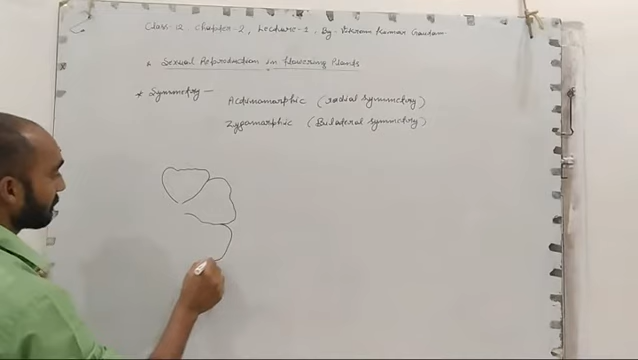 Class-12 Chapter-2, Lecture-1, By-Vikram Kumar Gautam
Sexual Reproduction in flowering Plants
* Symmetry-
Actinomorphic (radial symmetry)
Zygomorphic (Bilateral symmetry)